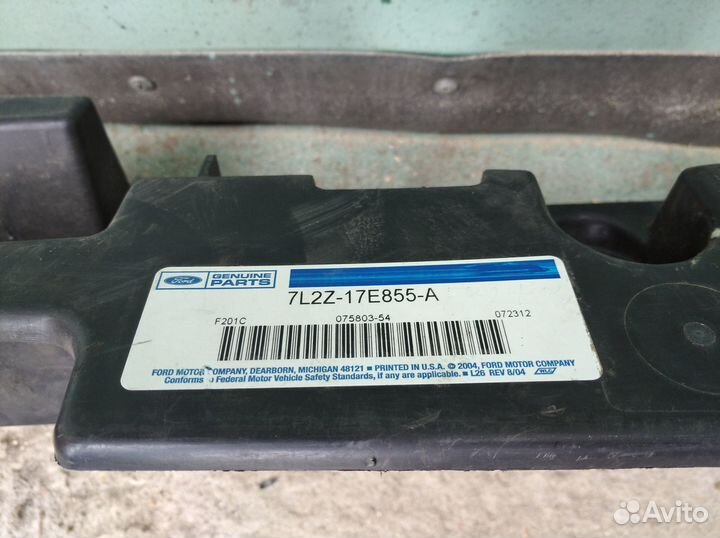 Ford GENUINE PARTS
7L2Z-17E855-A
F201C 075803-54 072312
FORD MOTOR COMPANY, DEARBORN, MICHIGAN 48121 ■ PRINTED IN U.S.A. © 2004, FORD MOTOR COMPANY
Conforms to Federal Motor Vehicle Safety Standards, if any are applicable. ■ L26 REV 8/04
Avito